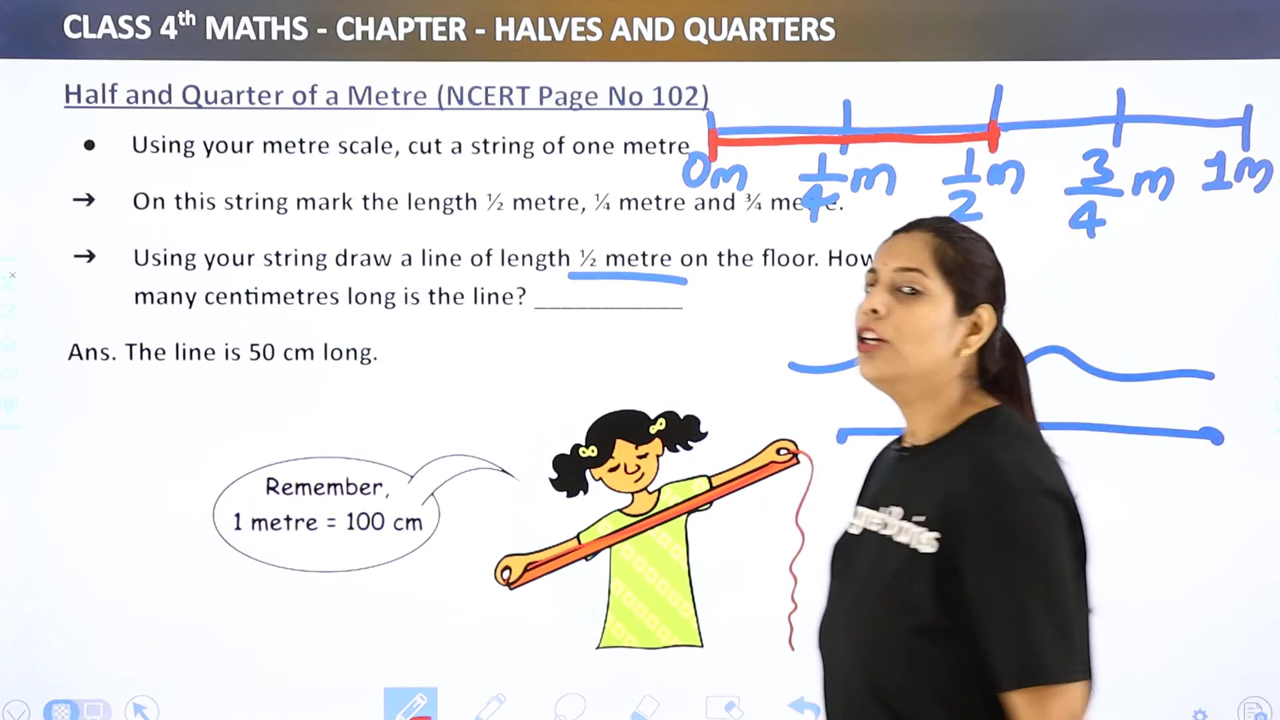 CLASS 4th MATHS - CHAPTER - HALVES AND QUARTERS
Half and Quarter of a Metre (NCERT Page No 102)
● Using your metre scale, cut a string of one metre
0m 1/4 m 1/2 m 3/4 m 1m
→ On this string mark the length ½ metre, ¼ metre and ¾
→ Using your string draw a line of length ½ metre on the floor. How
many centimetres long is the line? ___________
Ans. The line is 50 cm long.
Remember,
1 metre = 100 cm